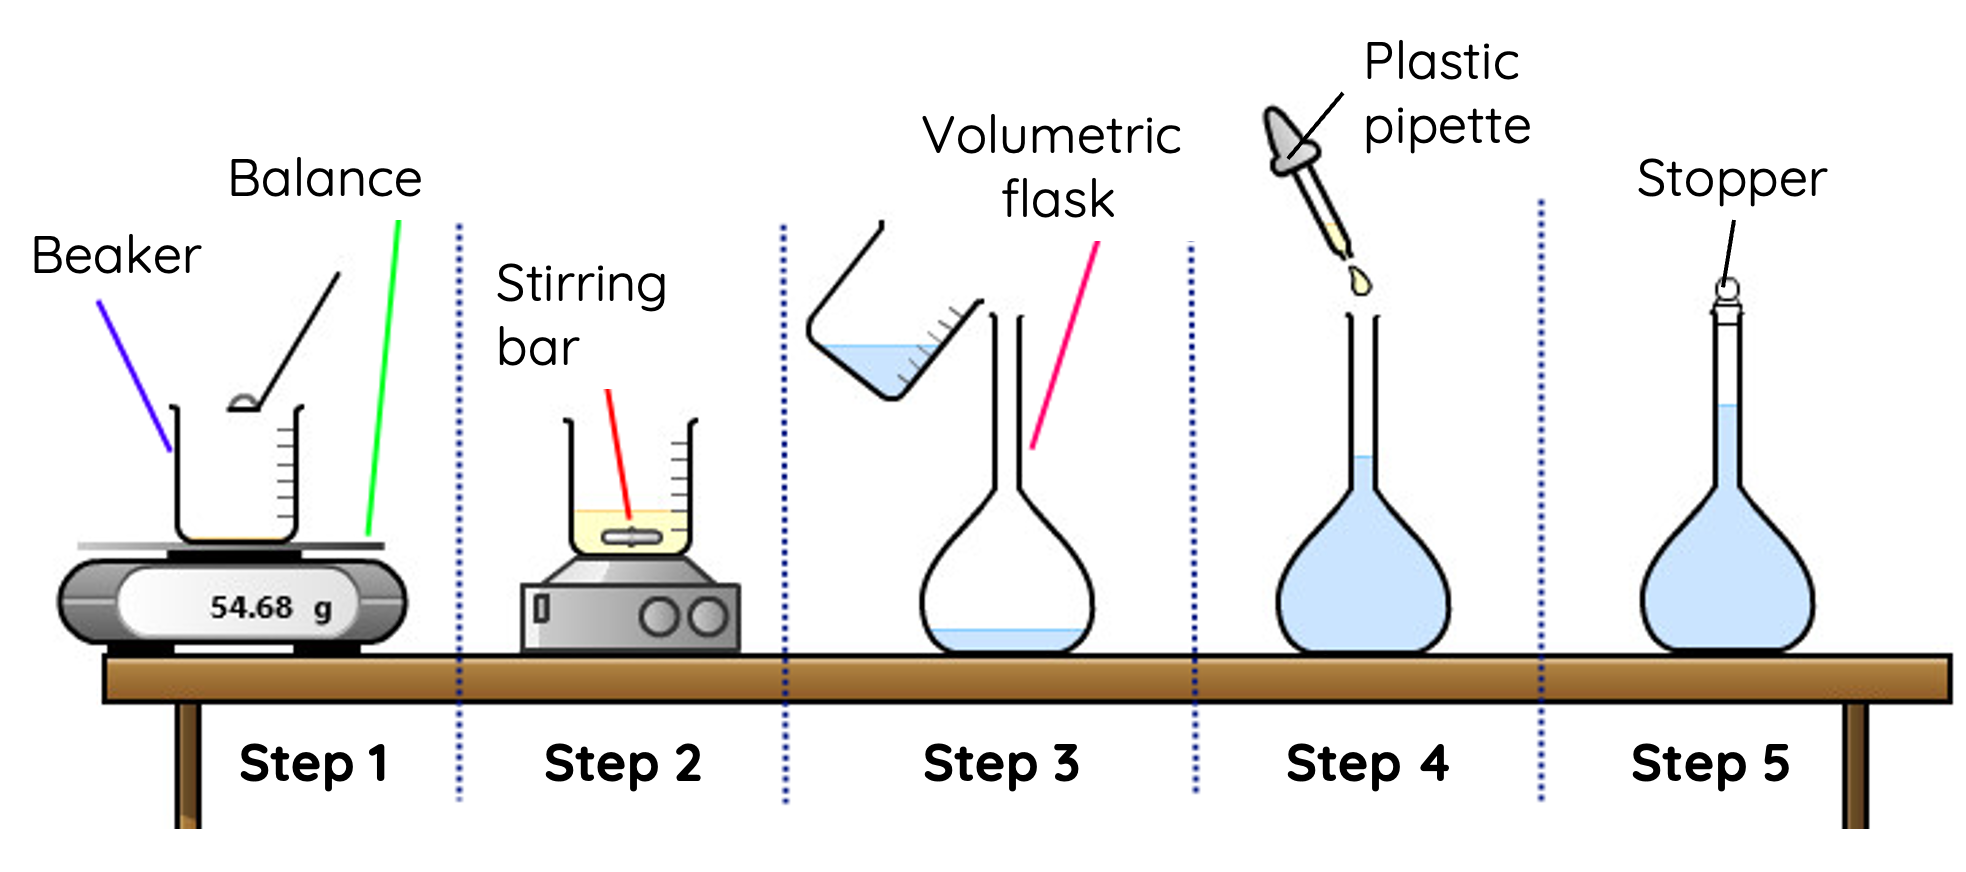 Beaker
Balance
54.68 g
Stirring
bar
Volumetric
flask
Plastic
pipette
Stopper
Step 1
Step 2
Step 3
Step 4
Step 5